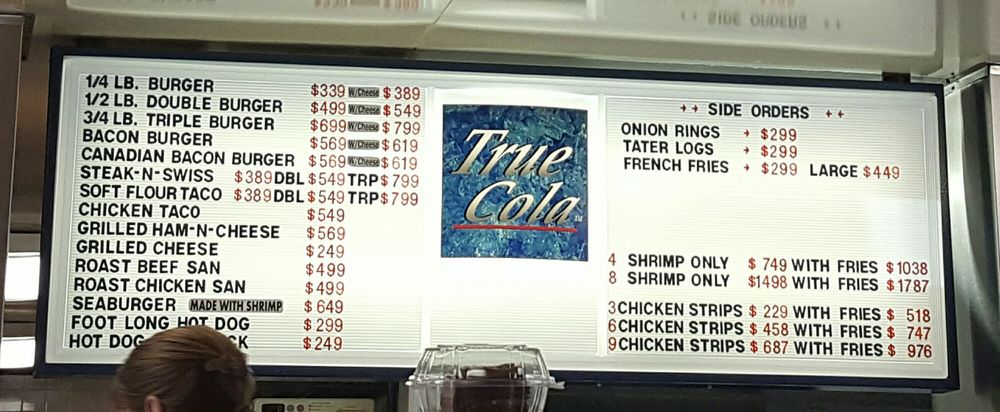 1/4 LB. BURGER $339 W/Cheese $389
1/2 LB. DOUBLE BURGER $499 W/Cheese $549
3/4 LB. TRIPLE BURGER $699 W/Cheese $799
BACON BURGER $569 W/Cheese $619
CANADIAN BACON BURGER $569 W/Cheese $619
STEAK-N-SWISS $389 DBL $549 TRP $799
SOFT FLOUR TACO $389 DBL $549 TRP $799
CHICKEN TACO $549
GRILLED HAM-N-CHEESE $569
GRILLED CHEESE $249
ROAST BEEF SAN $499
ROAST CHICKEN SAN $499
SEABURGER MADE WITH SHRIMP $649
FOOT LONG HOT DOG $299
HOT DOG $249
True
Cola TM
SIDE ORDERS
ONION RINGS $299
TATER LOGS $299
FRENCH FRIES $299 LARGE $449
4 SHRIMP ONLY $749 WITH FRIES $1038
8 SHRIMP ONLY $1498 WITH FRIES $1787
3 CHICKEN STRIPS $229 WITH FRIES $518
6 CHICKEN STRIPS $458 WITH FRIES $747
9 CHICKEN STRIPS $687 WITH FRIES $976